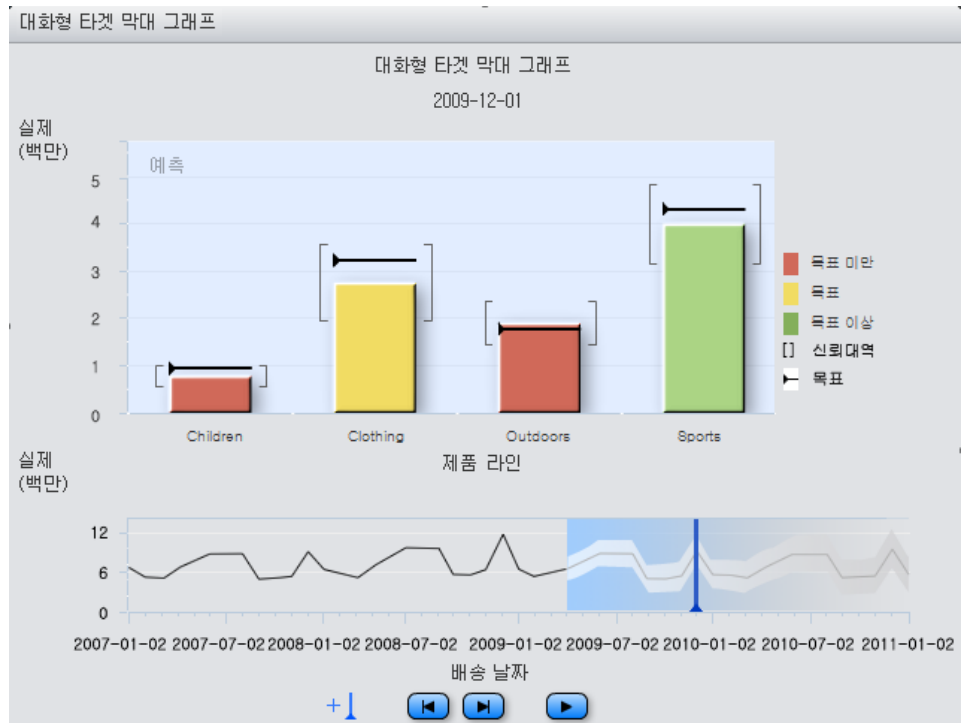 대화형 타겟 막대 그래프
대화형 타겟 막대 그래프
2009-12-01
실제
(백만)
예측
5
4
3
2
1
0
Children Clothing Outdoors Sports
제품 라인
목표 미만
목표
목표 이상
[] 신뢰대역
목표
실제
(백만)
12
6
0
2007-01-02 2007-07-02 2008-01-02 2008-07-02 2009-01-02 2009-07-02 2010-01-02 2010-07-02 2011-01-02
배송 날짜